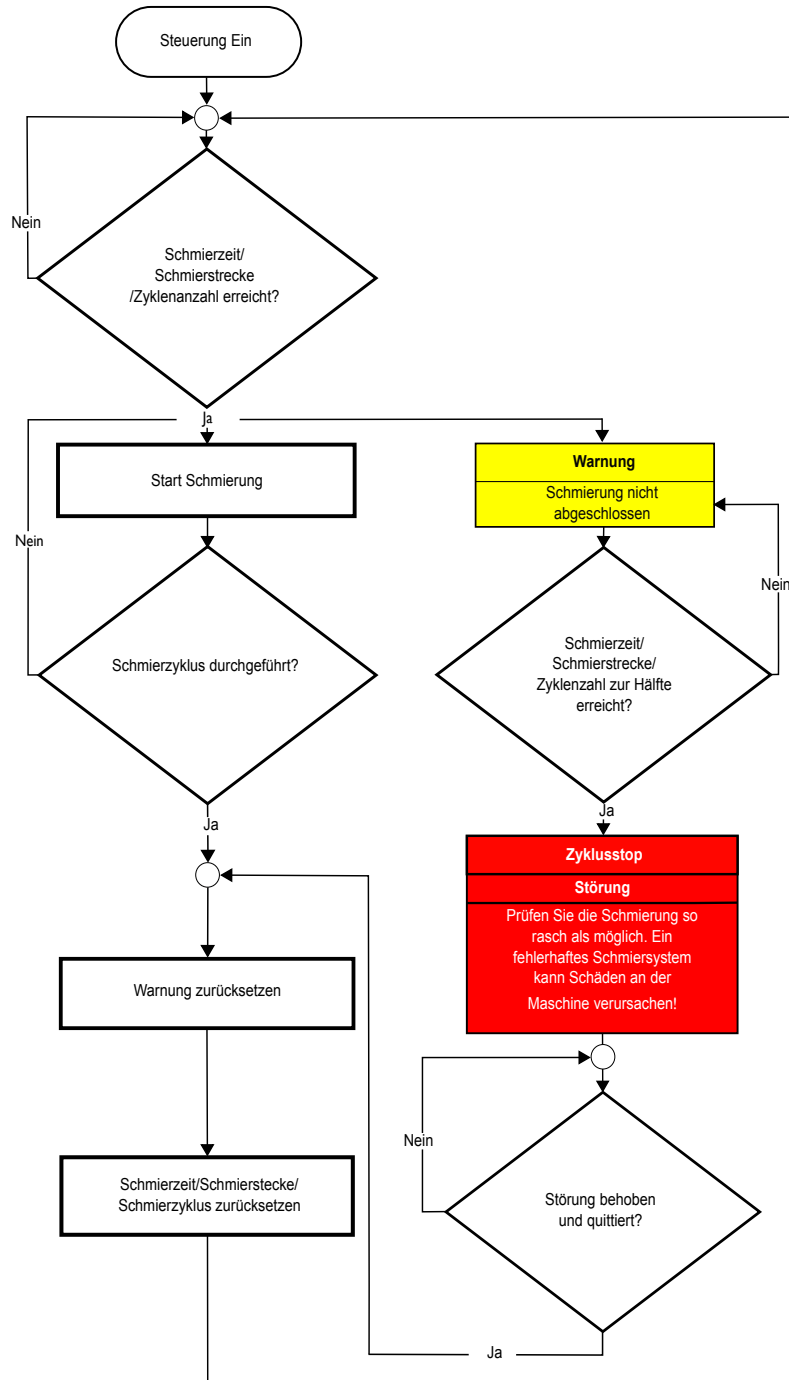 Steuerung Ein
Nein
Schmierzeit/
Schmierstrecke
/Zyklenanzahl erreicht?
Ja
Start Schmierung
Warnung
Schmierung nicht
abgeschlossen
Nein
Nein
Schmierzyklus durchgeführt?
Schmierzeit/
Schmierstrecke/
Zyklenzahl zur Hälfte
erreicht?
Ja
Ja
Zyklusstop
Störung
Prüfen Sie die Schmierung so
rasch als möglich. Ein
fehlerhaftes Schmiersystem
kann Schäden an der
Maschine verursachen!
Warnung zurücksetzen
Nein
Schmierzeit/Schmierstecke/
Schmierzyklus zurücksetzen
Störung behoben
und quittiert?
Ja